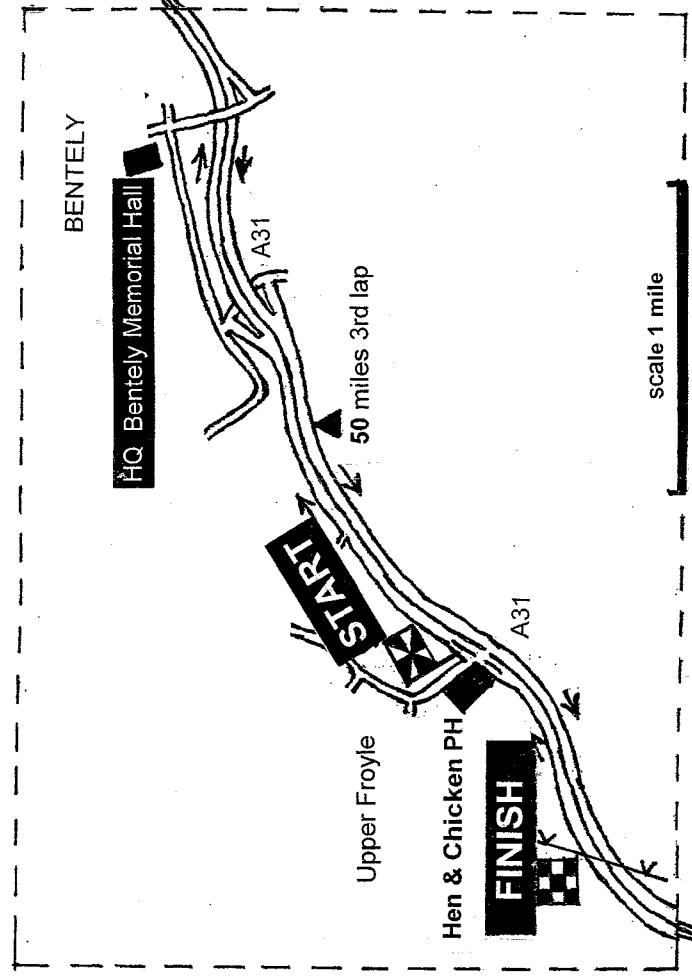 BENTELY
HQ Bentely Memorial Hall
A31
50 miles 3rd lap
START
A31
Upper Froyle
Hen & Chicken PH
FINISH
scale 1 mile